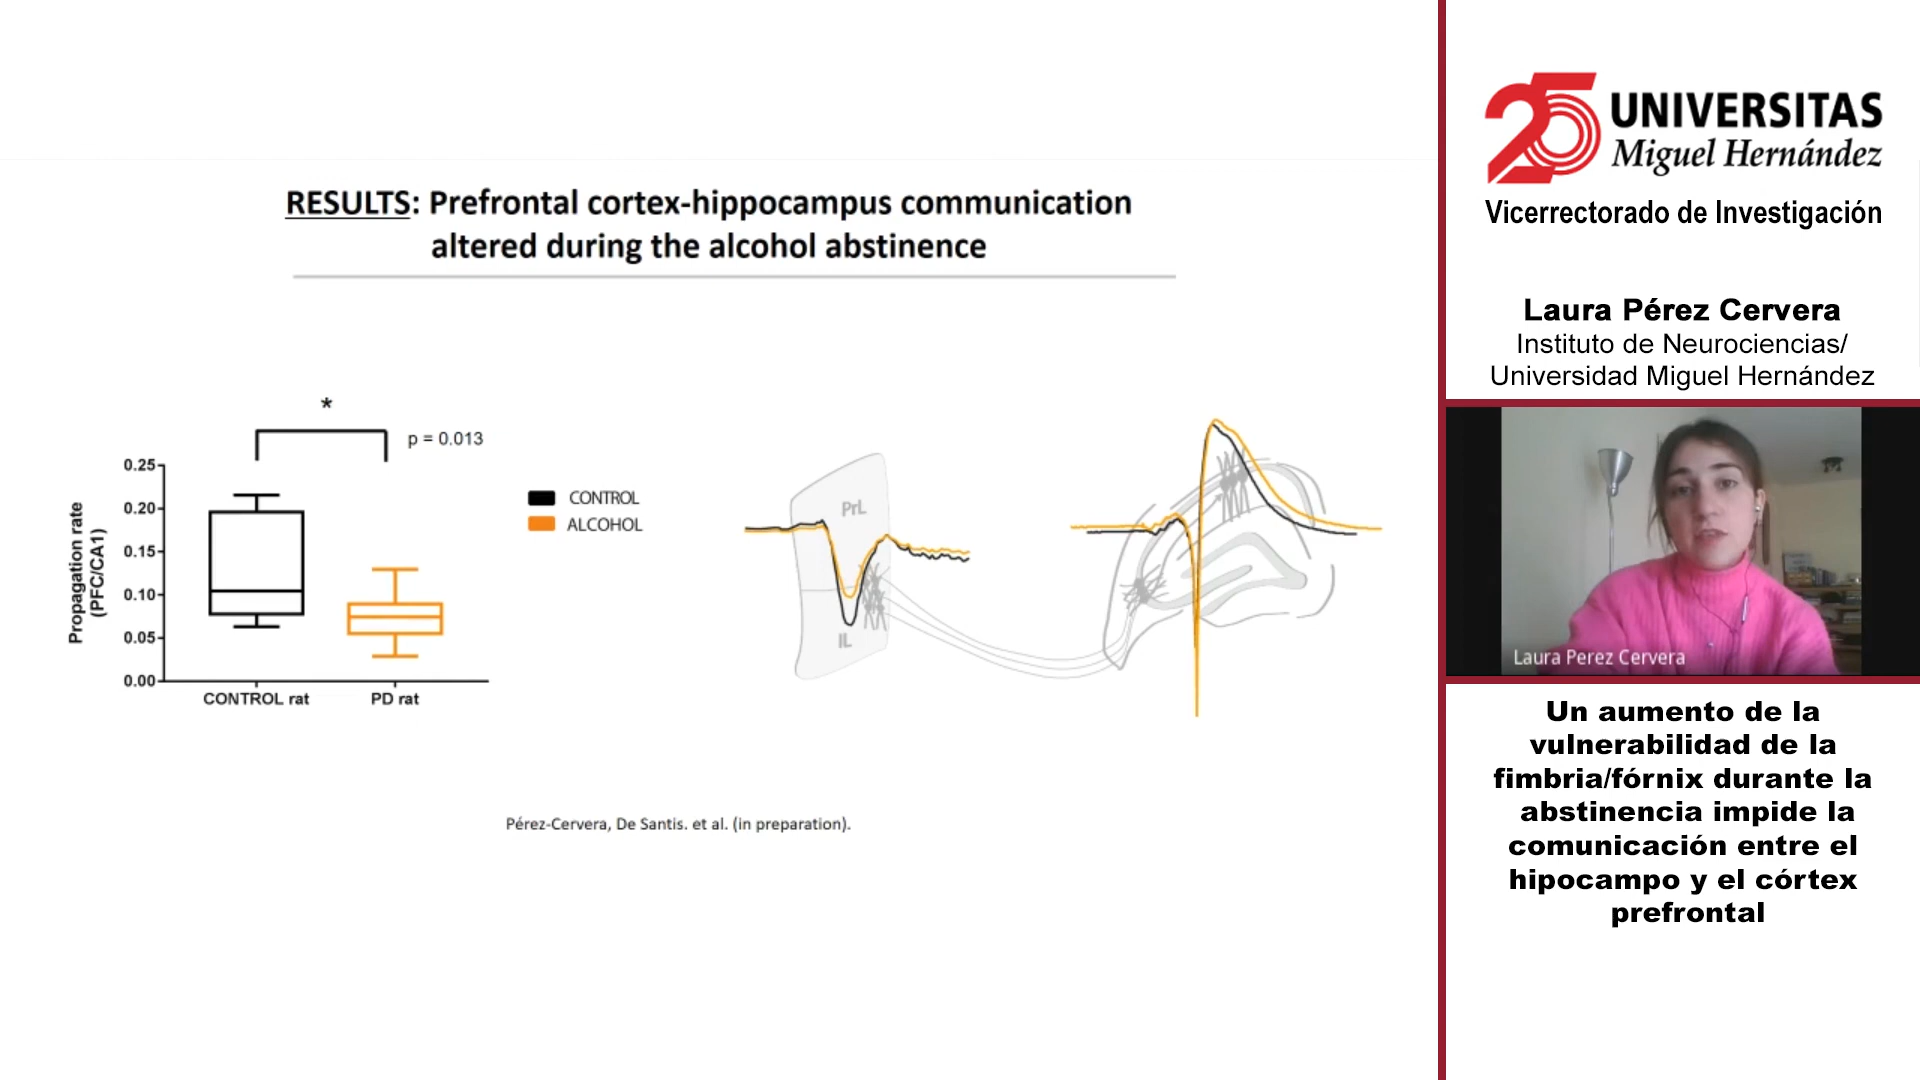 RESULTS: Prefrontal cortex-hippocampus communication
altered during the alcohol abstinence
*
p = 0.013
Propagation rate
(PFC/CA1)
0.25
0.20
0.15
0.10
0.05
0.00
CONTROL rat
PD rat
CONTROL
ALCOHOL
PrL
IL
Pérez-Cervera, De Santis. et al. (in preparation).
25 UNIVERSITAS
Miguel Hernández
Vicerrectorado de Investigación
Laura Pérez Cervera
Instituto de Neurociencias/
Universidad Miguel Hernández
Laura Perez Cervera
Un aumento de la
vulnerabilidad de la
fimbria/fórnix durante la
abstinencia impide la
comunicación entre el
hipocampo y el córtex
prefrontal